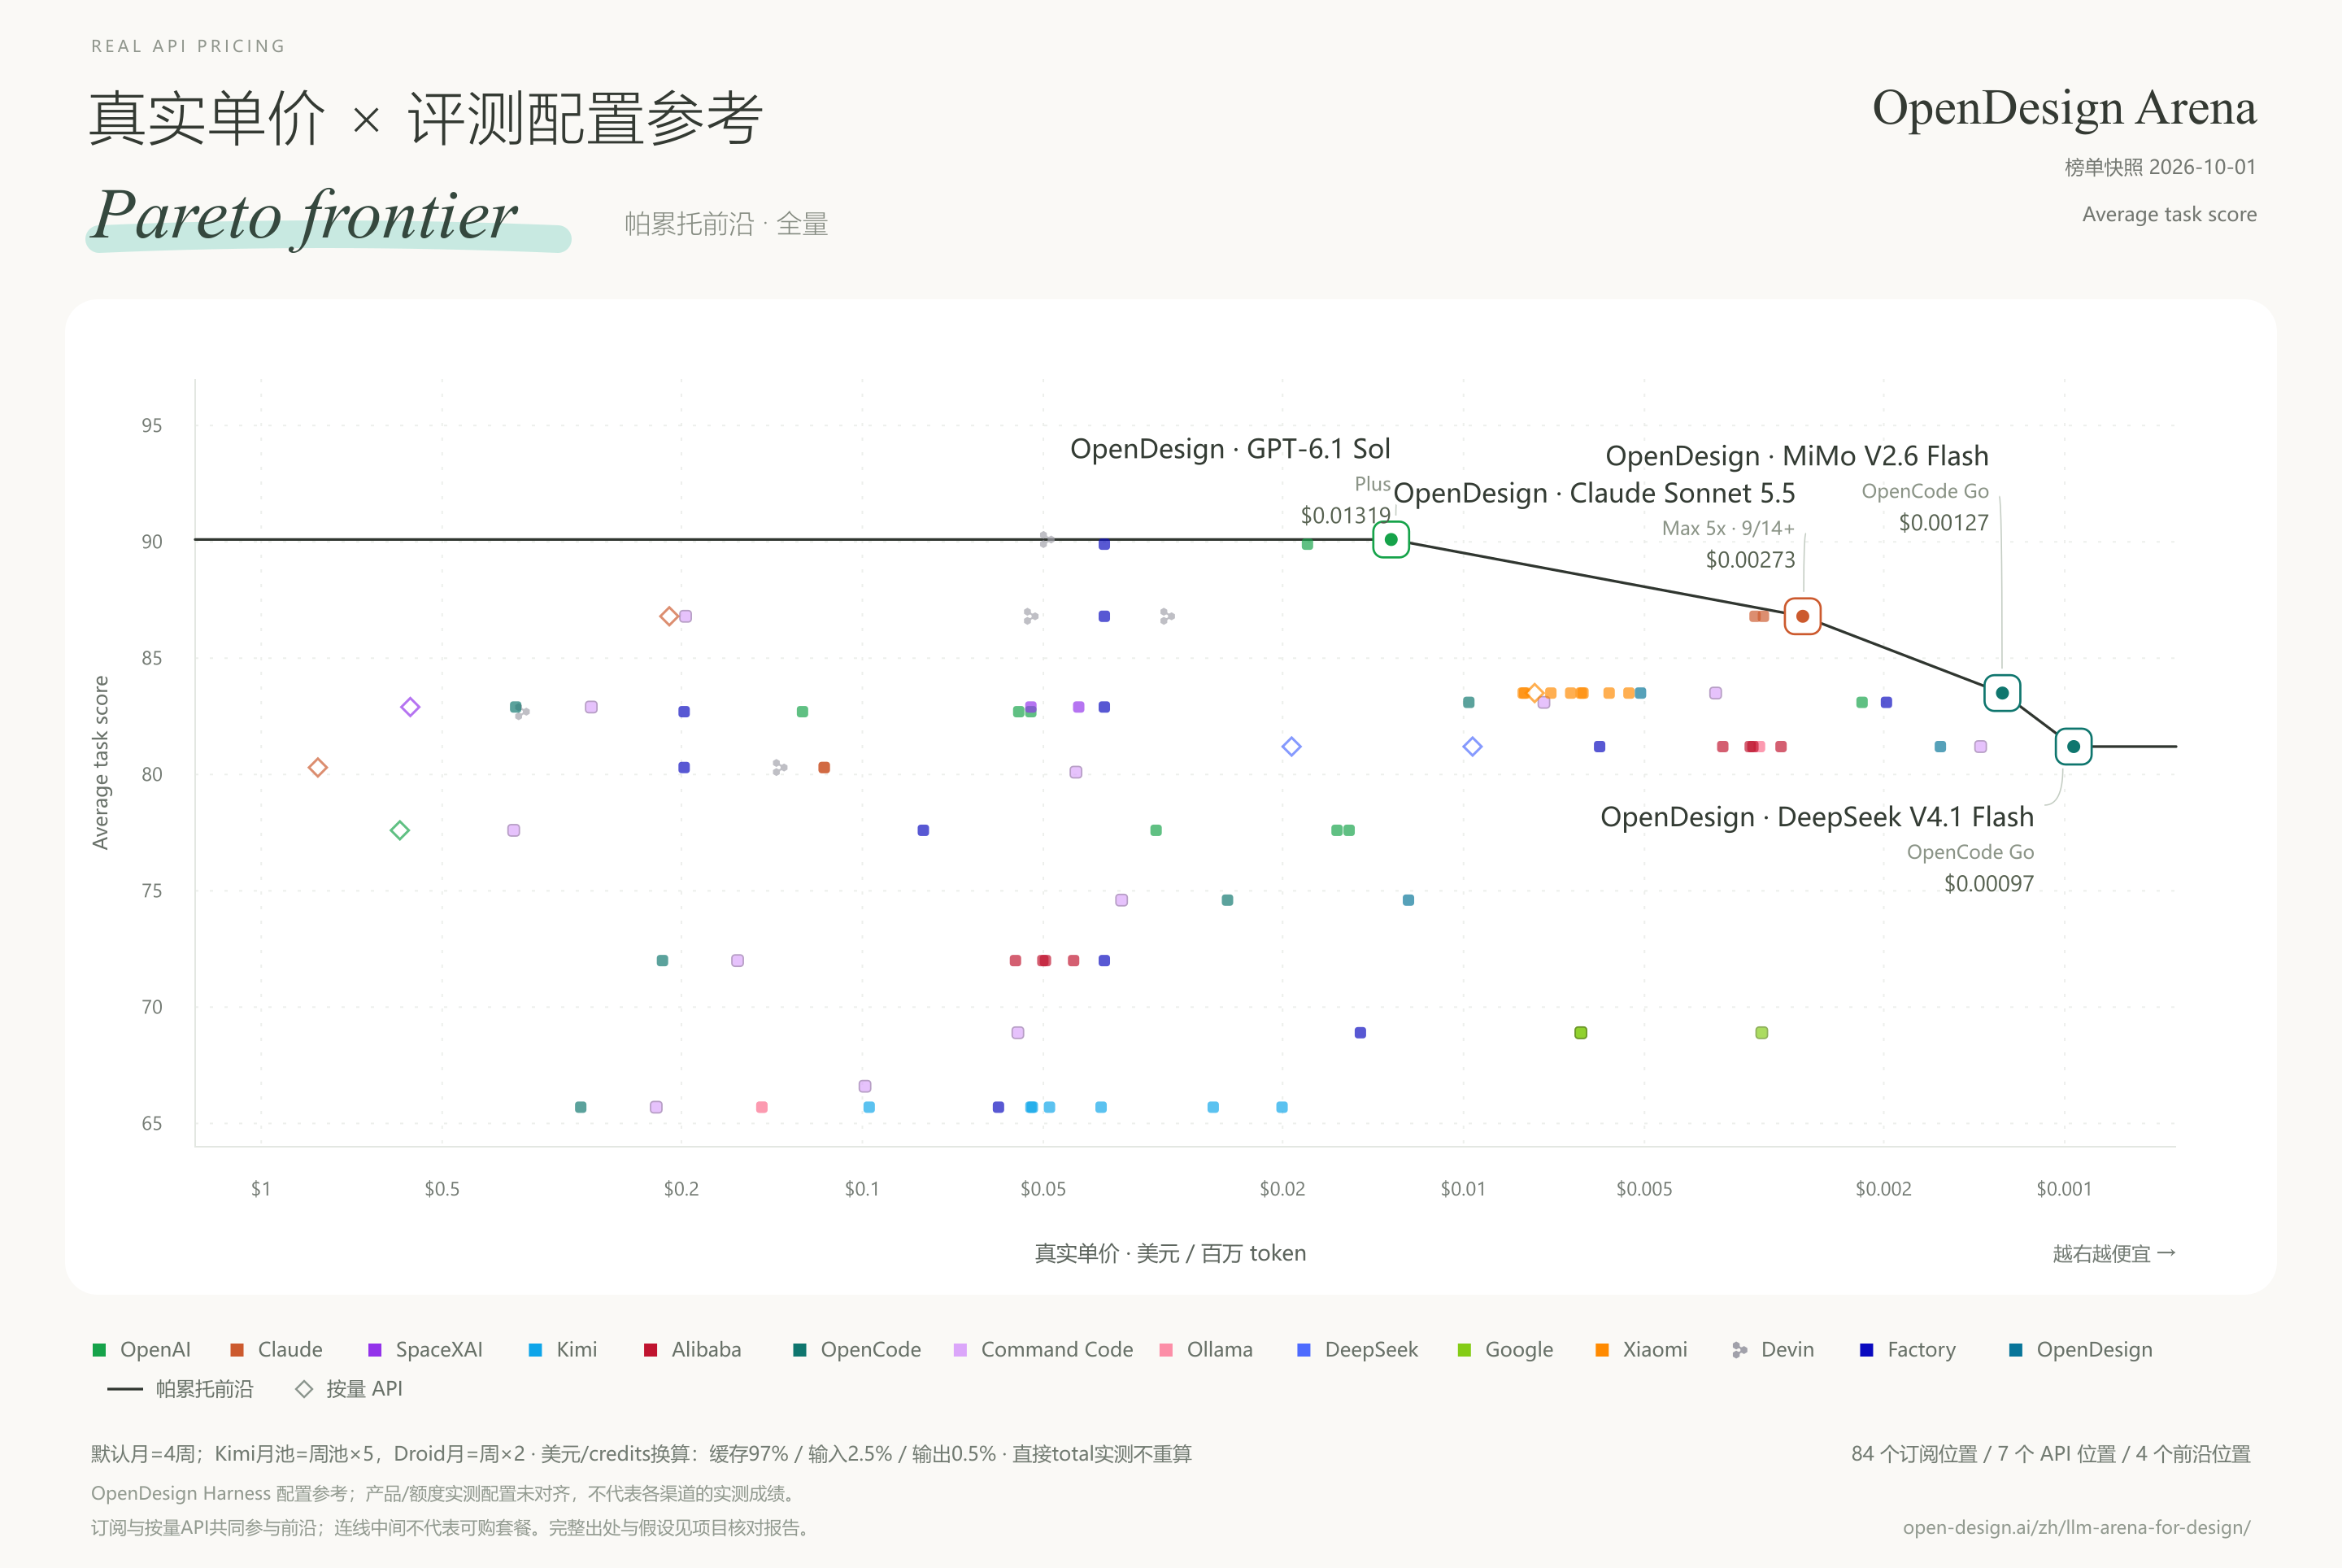 REAL API PRICING
真实单价 × 评测配置参考
Pareto frontier
帕累托前沿 · 全量
OpenDesign Arena
榜单快照 2026-10-01
Average task score
95
90
85
80
75
70
65
Average task score
OpenDesign · GPT-6.1 Sol
Plus
$0.01319
OpenDesign · Claude Sonnet 5.5
Max 5x · 9/14+
$0.00273
OpenDesign · MiMo V2.6 Flash
OpenCode Go
$0.00127
OpenDesign · DeepSeek V4.1 Flash
OpenCode Go
$0.00097
$1
$0.5
$0.2
$0.1
$0.05
$0.02
$0.01
$0.005
$0.002
$0.001
真实单价 · 美元 / 百万 token
越右越便宜 →
OpenAI
Claude
SpaceXAI
Kimi
Alibaba
OpenCode
Command Code
Ollama
DeepSeek
Google
Xiaomi
Devin
Factory
OpenDesign
帕累托前沿
按量 API
默认月=4周；Kimi月池=周池×5，Droid月=周×2 · 美元/credits换算：缓存97% / 输入2.5% / 输出0.5% · 直接total实测不重算
84 个订阅位置 / 7 个 API 位置 / 4 个前沿位置
OpenDesign Harness 配置参考；产品/额度实测配置未对齐，不代表各渠道的实测成绩。
订阅与按量API共同参与前沿；连线中间不代表可购套餐。完整出处与假设见项目核对报告。
open-design.ai/zh/llm-arena-for-design/